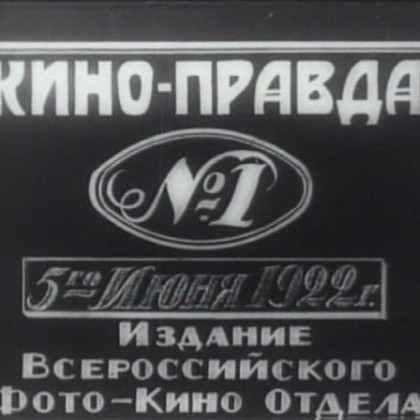 КИНО-ПРАВДА
№1
5го Июня 1922г.
Издание
Всероссийского
Фото-Кино Отдела